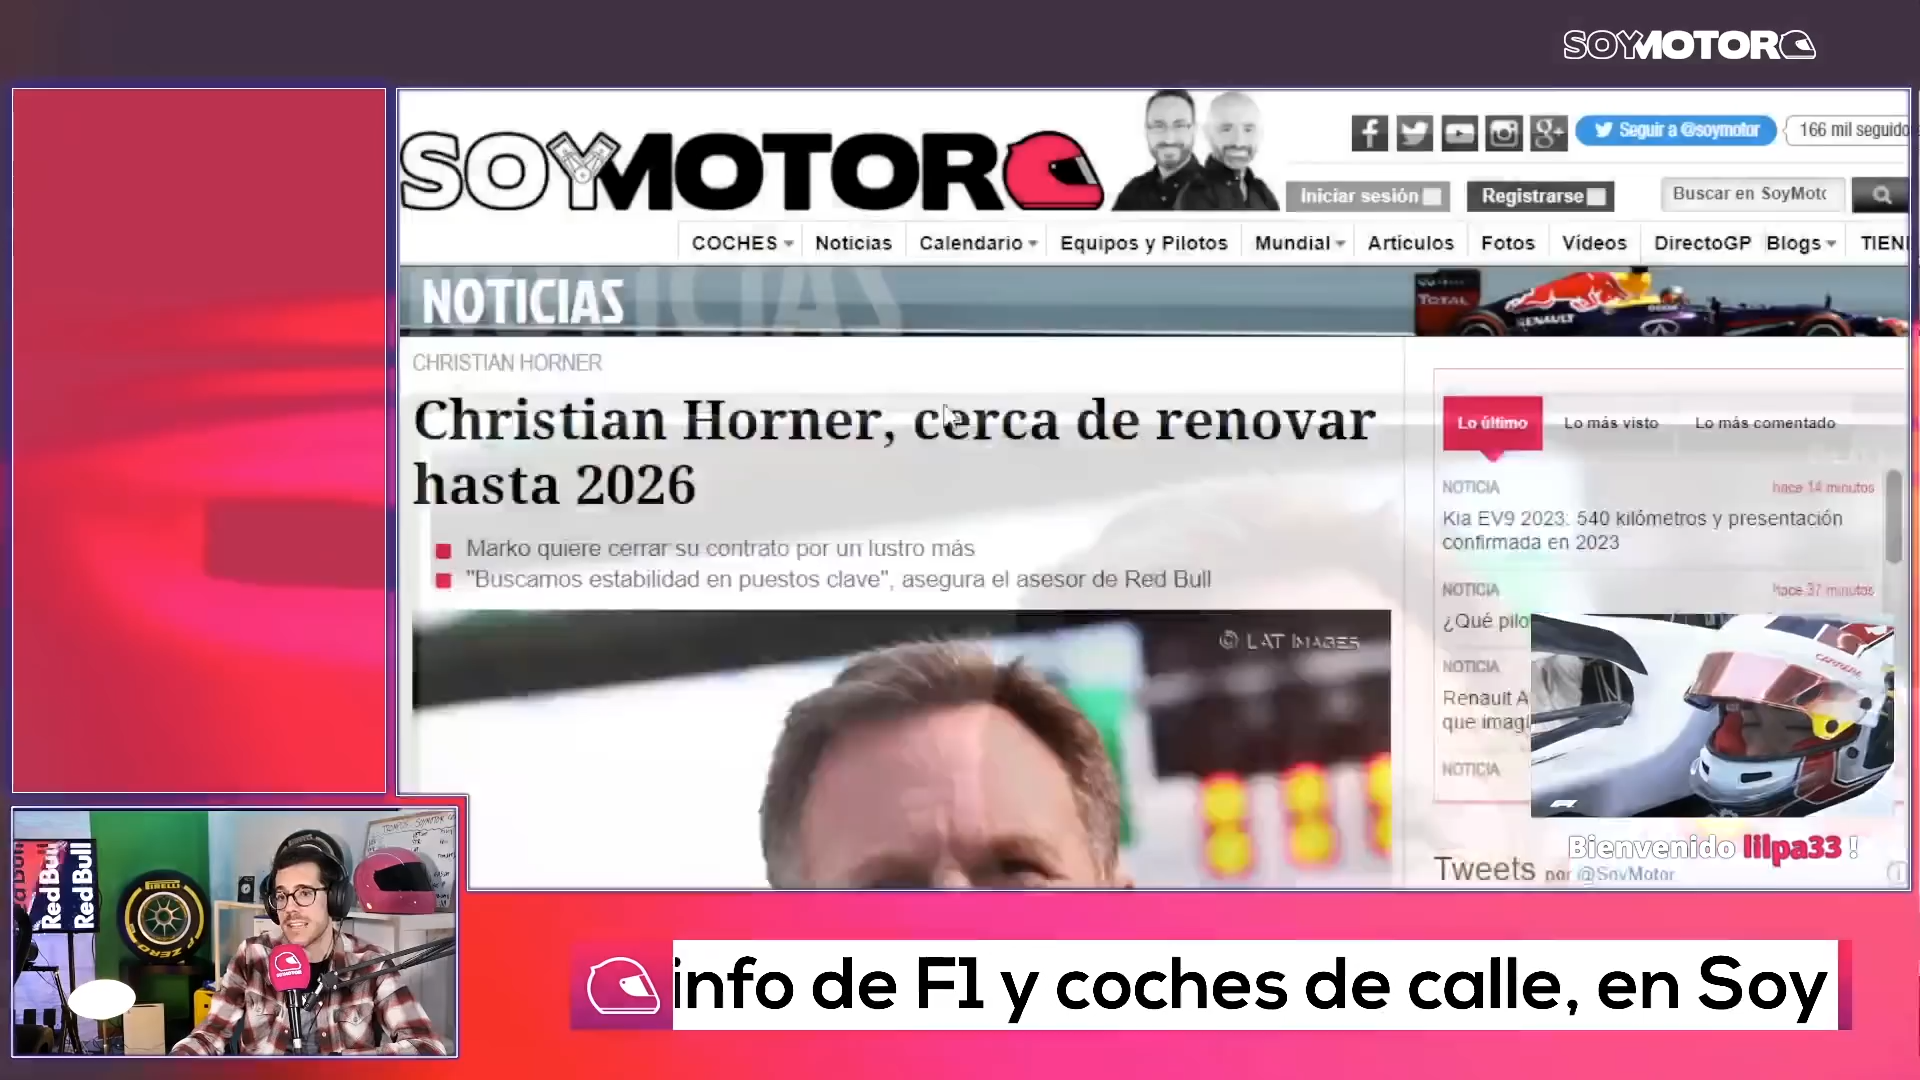 SOYMOTOR
SOYMOTOR
Seguir a @soymotor
166 mil seguido
Iniciar sesión
Registrarse
Buscar en SoyMoto
COCHES
Noticias
Calendario
Equipos y Pilotos
Mundial
Artículos
Fotos
Vídeos
DirectoGP
Blogs
TIEN
NOTICIAS
TOTAL
RENAULT
CHRISTIAN HORNER
Christian Horner, cerca de renovar
hasta 2026
Marko quiere cerrar su contrato por un lustro más
"Buscamos estabilidad en puestos clave", asegura el asesor de Red Bull
© LAT IMAGES
Lo último
Lo más visto
Lo más comentado
NOTICIA
hace 14 minutos
Kia EV9 2023: 540 kilómetros y presentación
confirmada en 2023
NOTICIA
hace 37 minutos
¿Qué pilo
NOTICIA
Renault A
que imagi
NOTICIA
CARRERA
Bienvenido lilpa33 !
Tweets por @SoyMotor
Red Bull
Red Bull
PIRELLI
P ZERO
info de F1 y coches de calle, en Soy